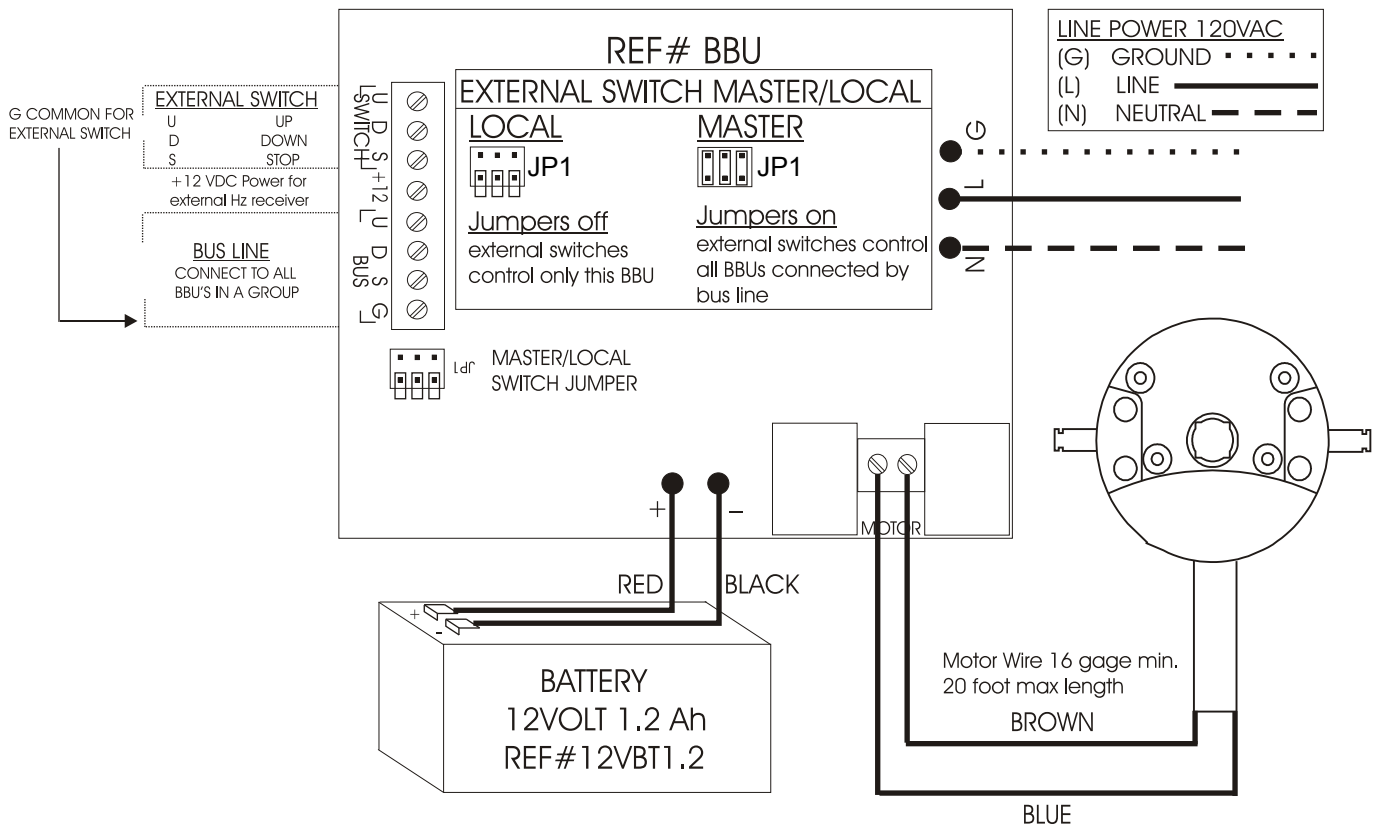 REF# BBU
EXTERNAL SWITCH MASTER/LOCAL
LOCAL
JP1
Jumpers off
external switches
control only this BBU
MASTER
JP1
Jumpers on
external switches control
all BBUs connected by
bus line
LINE POWER 120VAC
(G) GROUND
(L) LINE
(N) NEUTRAL
G
L
N
G COMMON FOR
EXTERNAL SWITCH
EXTERNAL SWITCH
U UP
D DOWN
S STOP
+12 VDC Power for
external Hz receiver
BUS LINE
CONNECT TO ALL
BBU'S IN A GROUP
SWITCH
U
D
S
+12
BUS
U
D
S
G
JP1
MASTER/LOCAL
SWITCH JUMPER
+
-
MOTOR
RED
BLACK
+
-
BATTERY
12VOLT 1.2 Ah
REF#12VBT1.2
Motor Wire 16 gage min.
20 foot max length
BROWN
BLUE